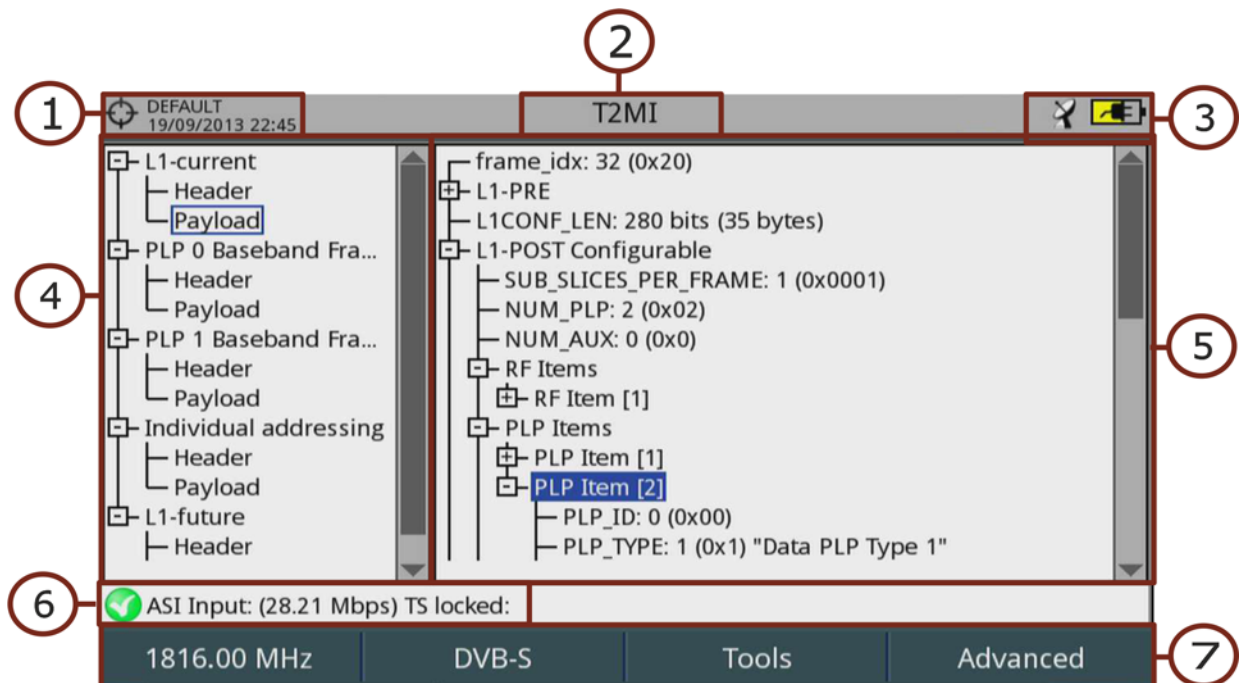 2
1
DEFAULT
19/09/2013 22:45
T2MI
3
L1-current
Header
Payload
PLP 0 Baseband Fra...
Header
Payload
PLP 1 Baseband Fra...
Header
Payload
Individual addressing
Header
Payload
L1-future
Header
4
frame_idx: 32 (0x20)
L1-PRE
L1CONF_LEN: 280 bits (35 bytes)
L1-POST Configurable
SUB_SLICES_PER_FRAME: 1 (0x0001)
NUM_PLP: 2 (0x02)
NUM_AUX: 0 (0x0)
RF Items
RF Item [1]
PLP Items
PLP Item [1]
PLP Item [2]
PLP_ID: 0 (0x00)
PLP_TYPE: 1 (0x1) "Data PLP Type 1"
5
6
ASI Input: (28.21 Mbps) TS locked:
1816.00 MHz
DVB-S
Tools
Advanced
7